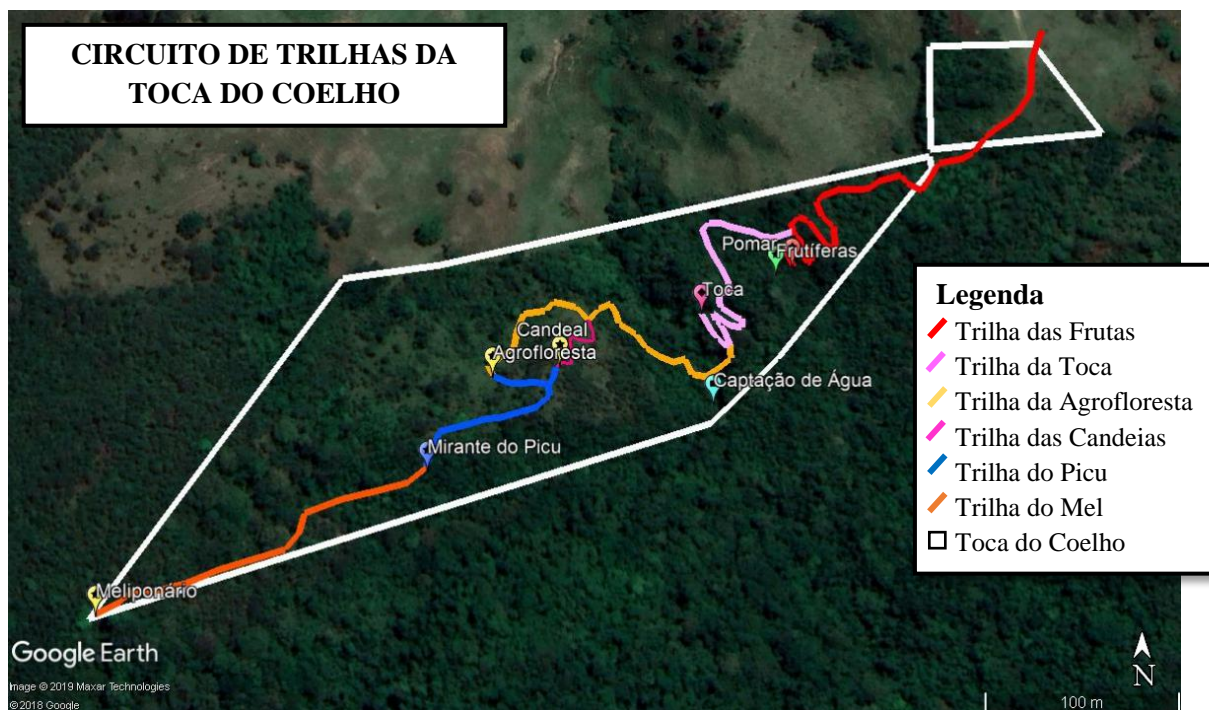 CIRCUITO DE TRILHAS DA
TOCA DO COELHO
Pomar
Frutíferas
Toca
Candeal
Agrofloresta
Captação de Água
Mirante do Picu
Meliponário
Legenda
Trilha das Frutas
Trilha da Toca
Trilha da Agrofloresta
Trilha das Candeias
Trilha do Picu
Trilha do Mel
Toca do Coelho
Google Earth
Image © 2019 Maxar Technologies
© 2018 Google
N
100 m